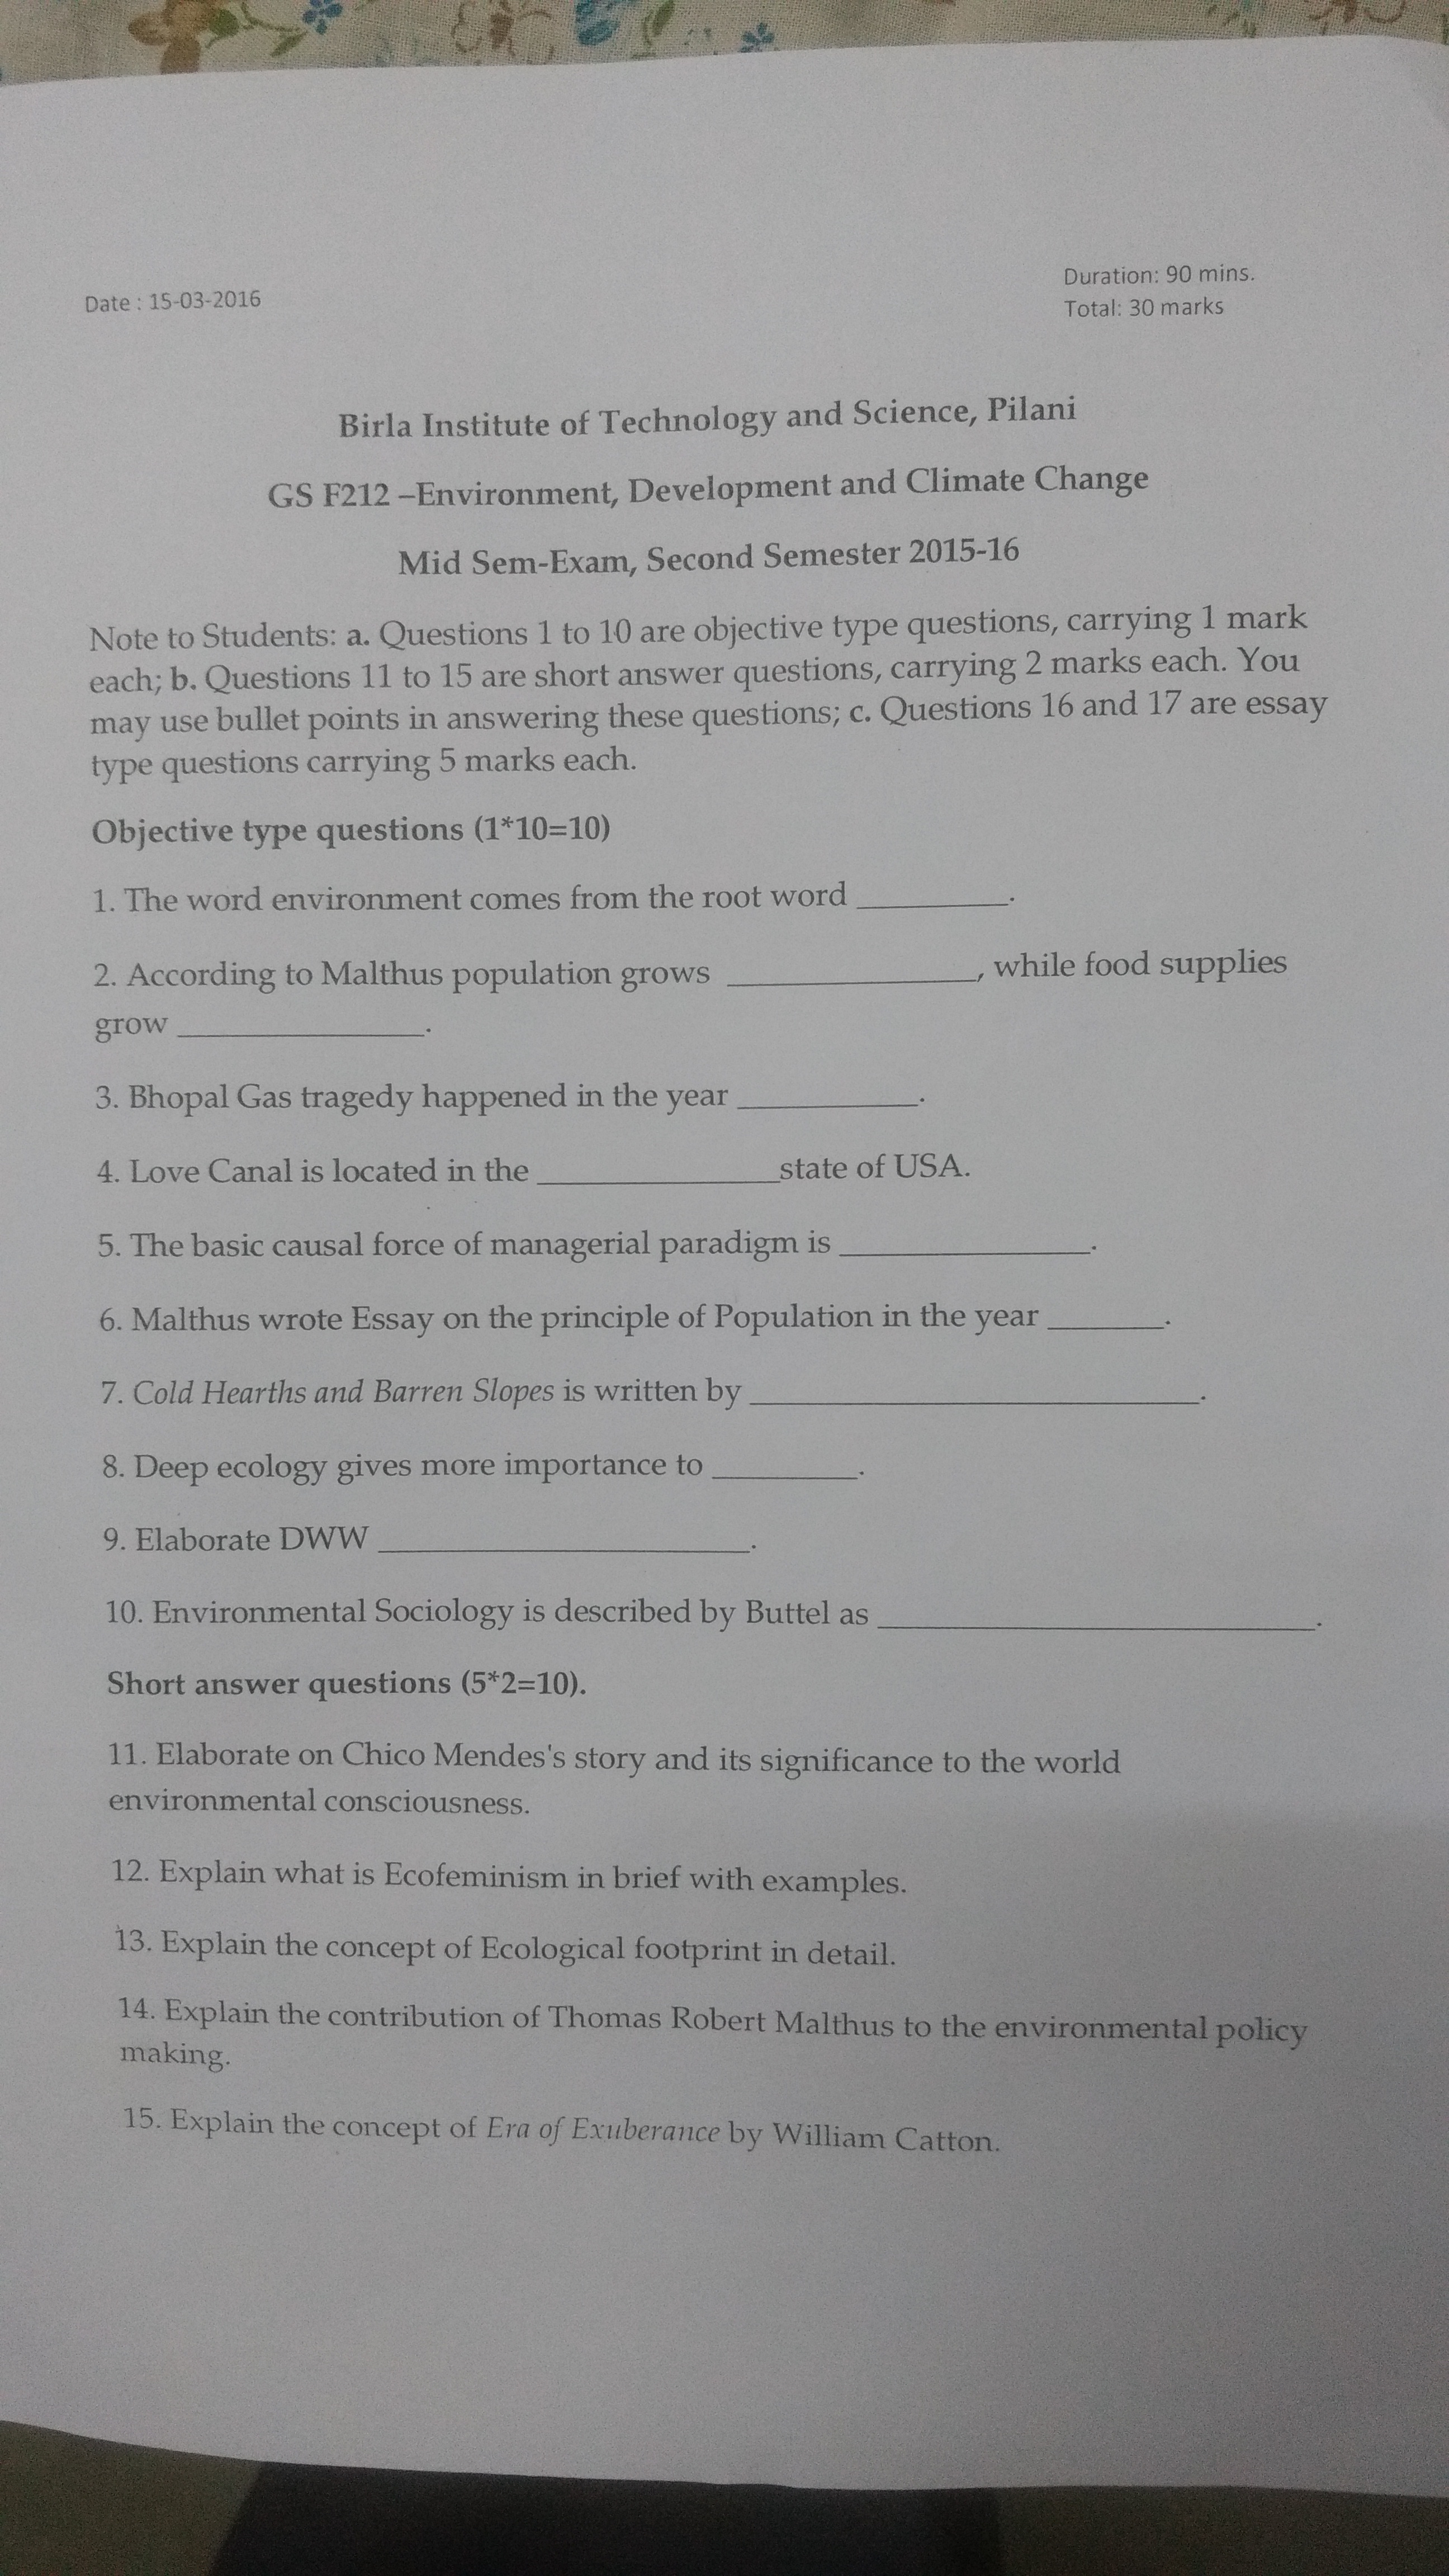 Date : 15-03-2016
Duration: 90 mins.
Total: 30 marks
Birla Institute of Technology and Science, Pilani
GS F212 –Environment, Development and Climate Change
Mid Sem-Exam, Second Semester 2015-16
Note to Students: a. Questions 1 to 10 are objective type questions, carrying 1 mark
each; b. Questions 11 to 15 are short answer questions, carrying 2 marks each. You
may use bullet points in answering these questions; c. Questions 16 and 17 are essay
type questions carrying 5 marks each.
Objective type questions (1*10=10)
1. The word environment comes from the root word _________.
2. According to Malthus population grows _______________, while food supplies
grow _______________.
3. Bhopal Gas tragedy happened in the year ___________.
4. Love Canal is located in the _______________state of USA.
5. The basic causal force of managerial paradigm is _______________.
6. Malthus wrote Essay on the principle of Population in the year _______.
7. Cold Hearths and Barren Slopes is written by ___________________________.
8. Deep ecology gives more importance to _________.
9. Elaborate DWW ______________________.
10. Environmental Sociology is described by Buttel as __________________________.
Short answer questions (5*2=10).
11. Elaborate on Chico Mendes's story and its significance to the world
environmental consciousness.
12. Explain what is Ecofeminism in brief with examples.
13. Explain the concept of Ecological footprint in detail.
14. Explain the contribution of Thomas Robert Malthus to the environmental policy
making.
15. Explain the concept of Era of Exuberance by William Catton.